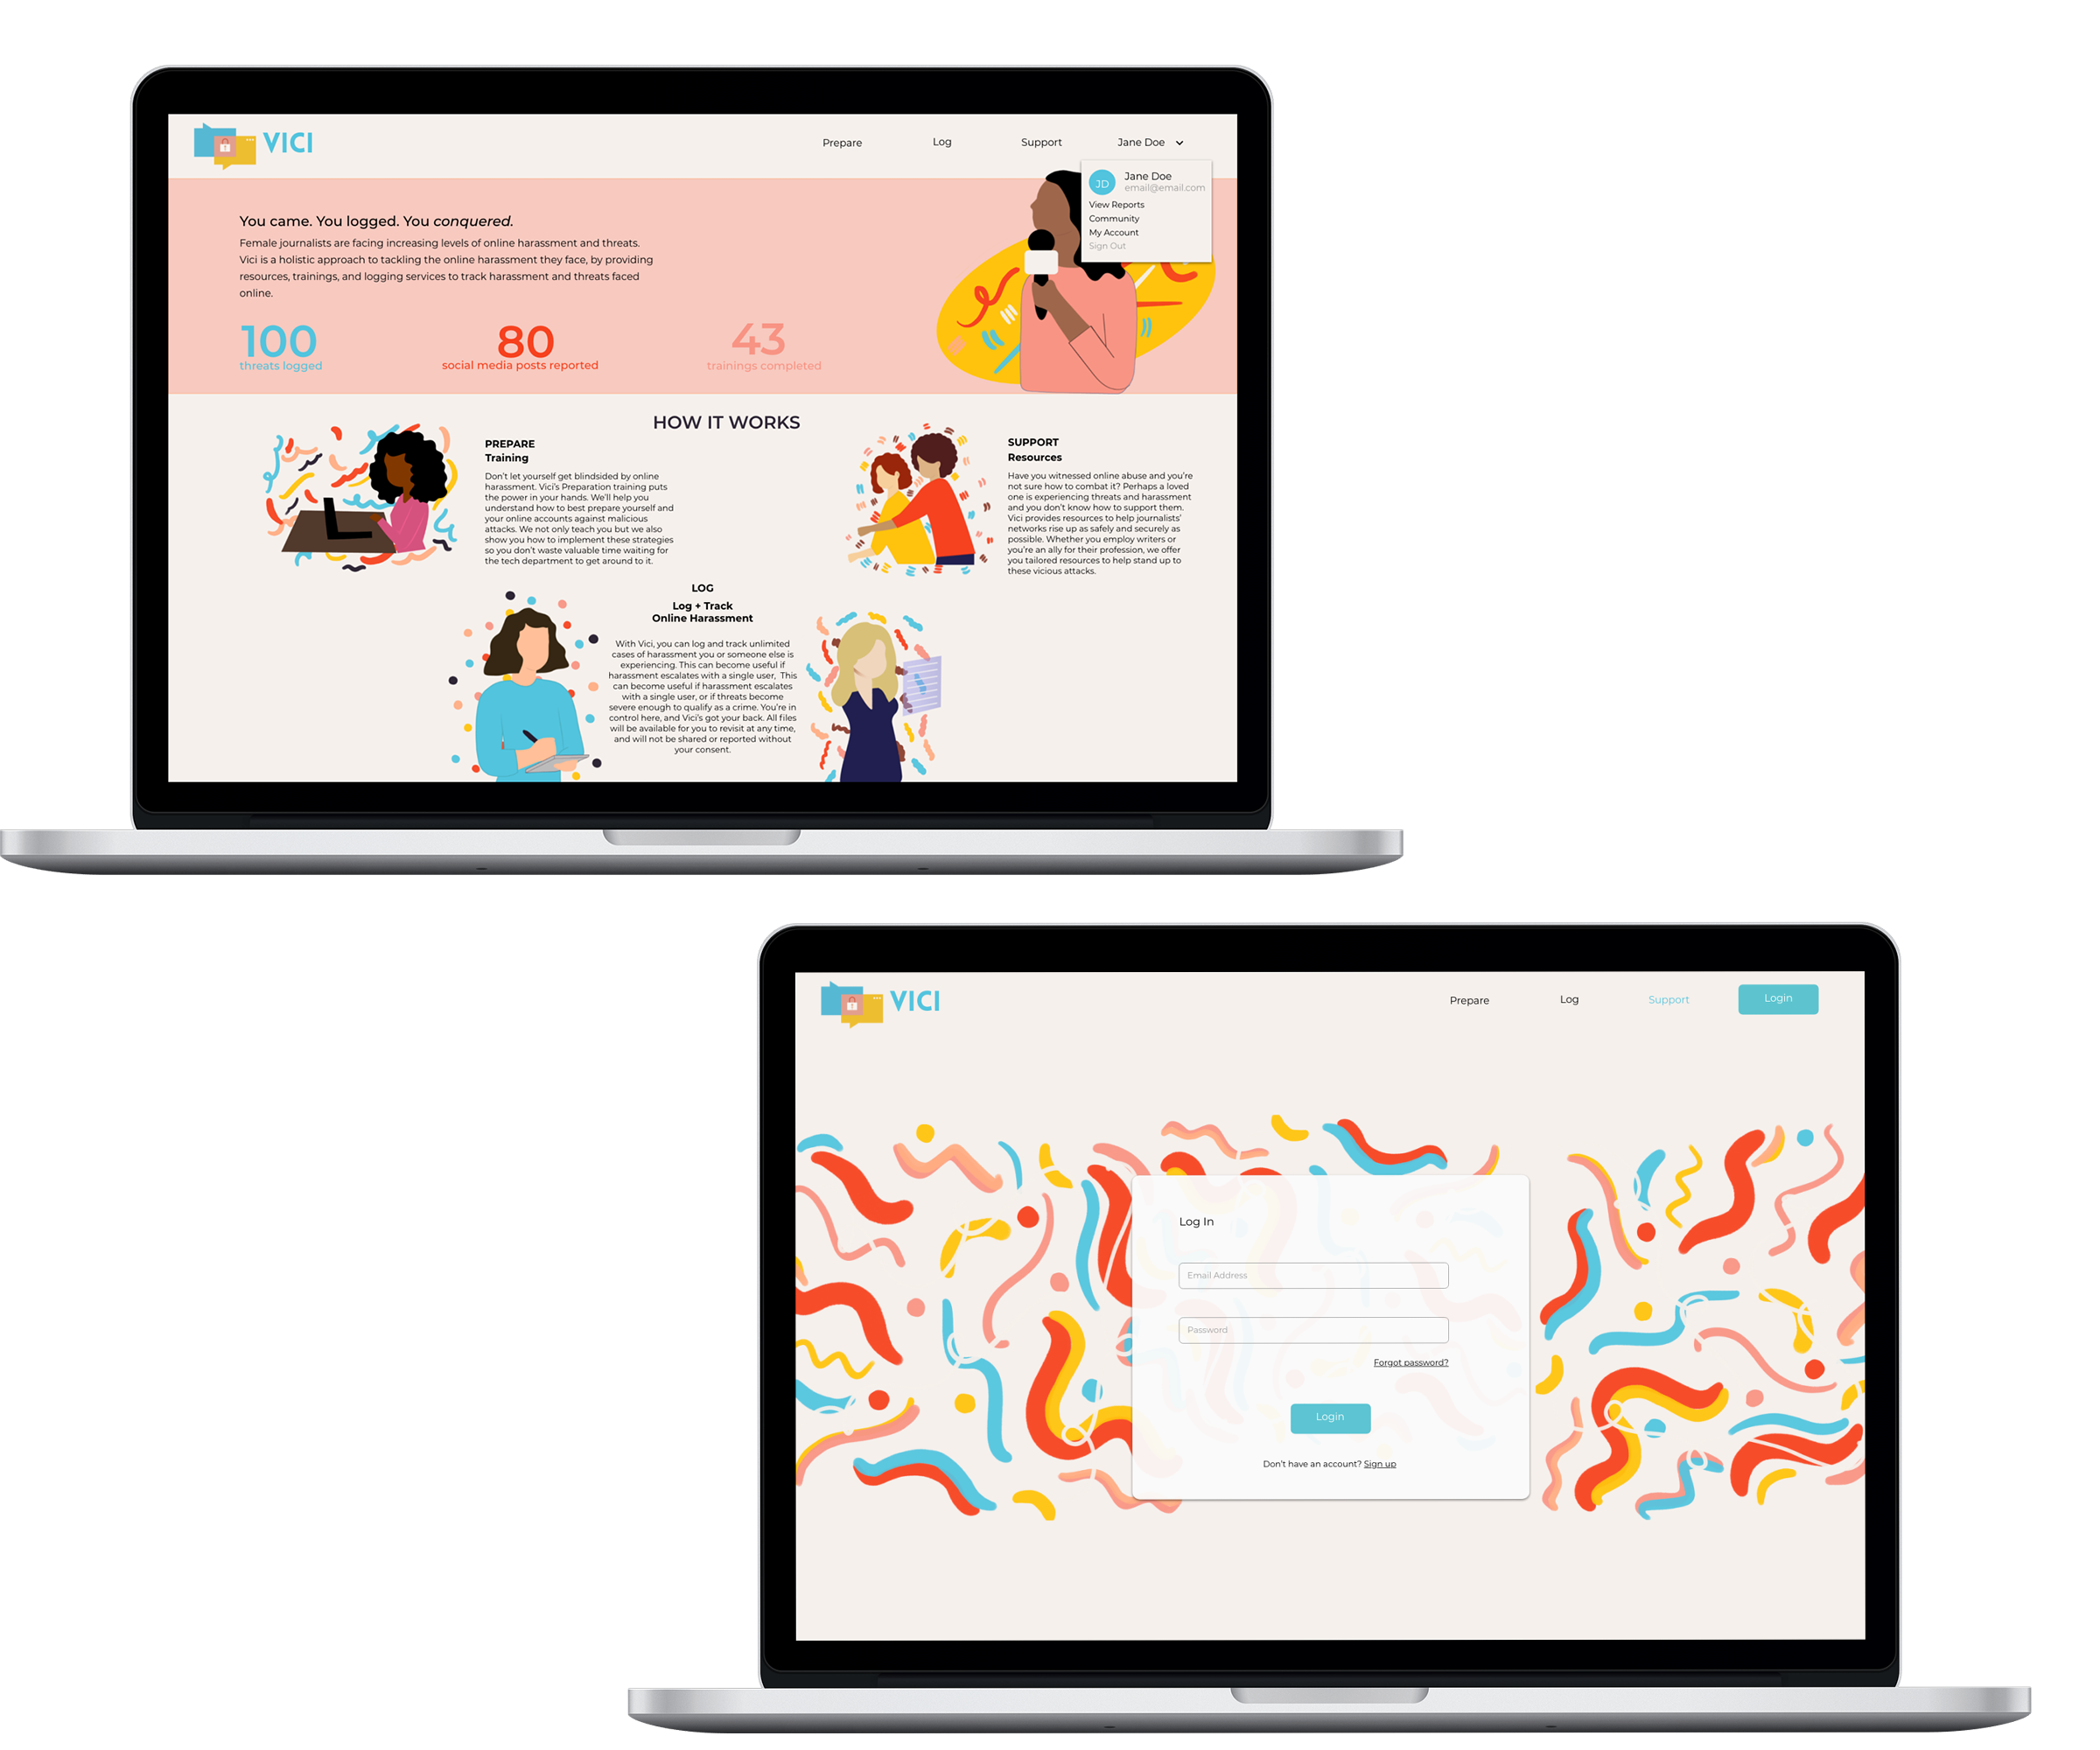 VICI
Prepare
Log
Support
Jane Doe
JD
Jane Doe
email@email.com
View Reports
Community
My Account
Sign Out
You came. You logged. You conquered.
Female journalists are facing increasing levels of online harassment and threats.
Vici is a holistic approach to tackling the online harassment they face, by providing
resources, trainings, and logging services to track harassment and threats faced
online.
100
threats logged
80
social media posts reported
43
trainings completed
HOW IT WORKS
PREPARE
Training
Don't let yourself get blindsided by online
harassment. Vici's Preparation training puts
the power in your hands. We'll help you
understand how to best prepare yourself and
your online accounts against malicious
attacks. We not only teach you but we also
show you how to implement these strategies
so you don't waste valuable time waiting for
the tech department to get around to it.
SUPPORT
Resources
Have you witnessed online abuse and you're
not sure how to combat it? Perhaps a loved
one is experiencing threats and harassment
and you don't know how to support them.
Vici provides resources to help journalists'
networks rise up as safely and securely as
possible. Whether you employ writers or
you're an ally for their profession, we offer
you tailored resources to help stand up to
these vicious attacks.
LOG
Log + Track
Online Harassment
With Vici, you can log and track unlimited
cases of harassment you or someone else is
experiencing. This can become useful if
harassment escalates with a single user, This
can become useful if harassment escalates
with a single user, or if threats become
severe enough to qualify as a crime. You're in
control here, and Vici's got your back. All files
will be available for you to revisit at any time,
and will not be shared or reported without
your consent.
VICI
Prepare
Log
Support
Login
Log In
Email Address
Password
Forgot password?
Login
Don't have an account? Sign up